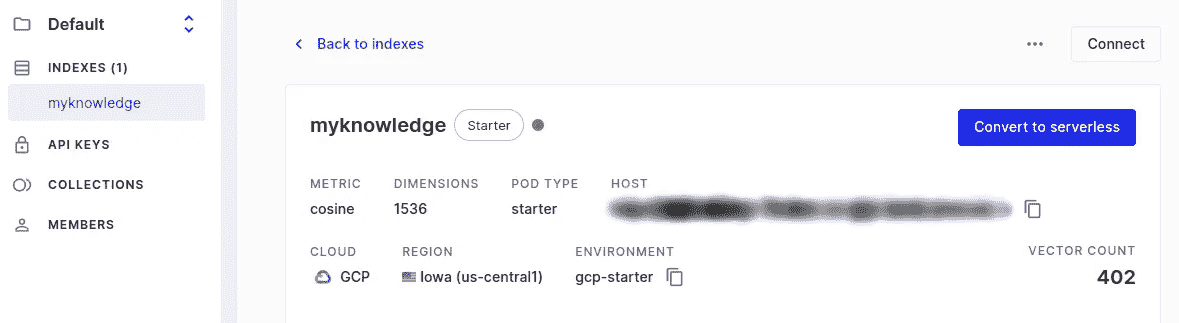 Default
INDEXES (1)
myknowledge
API KEYS
COLLECTIONS
MEMBERS
Back to indexes
Connect
myknowledge Starter
Convert to serverless
METRIC DIMENSIONS POD TYPE HOST
cosine 1536 starter
CLOUD REGION ENVIRONMENT VECTOR COUNT
GCP Iowa (us-central1) gcp-starter 402